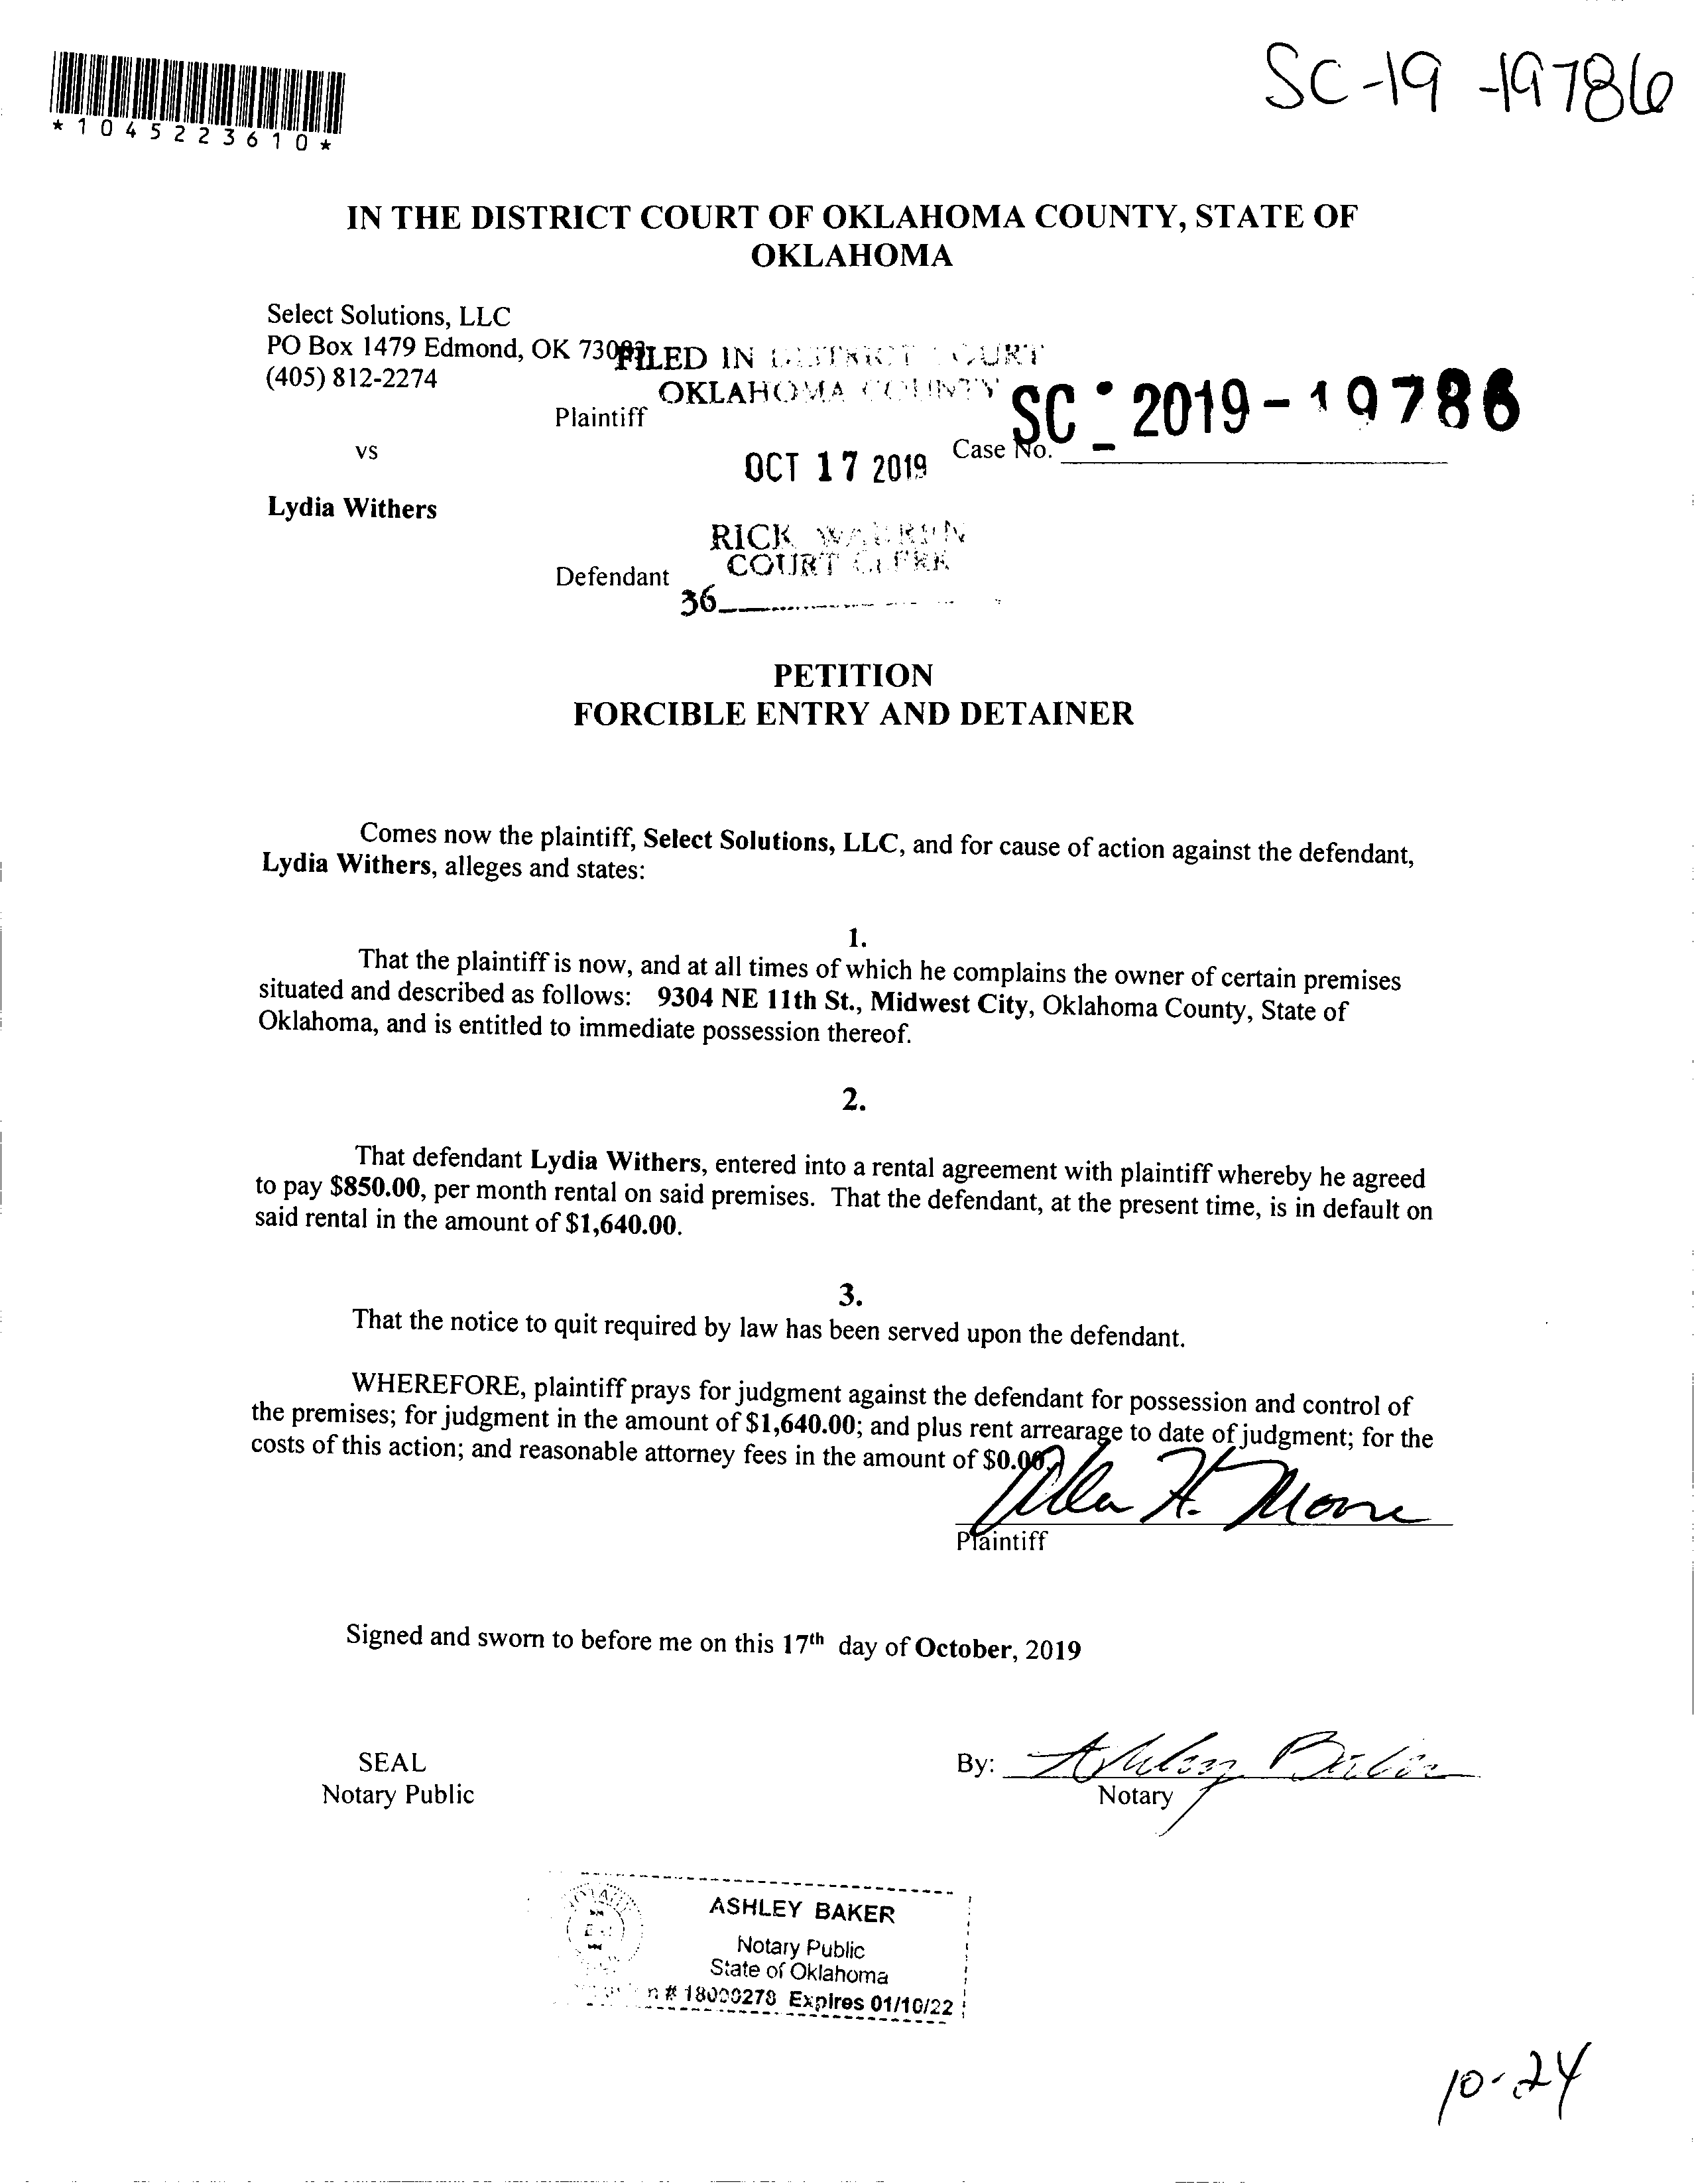 SC-19-19786
*1045223610*
IN THE DISTRICT COURT OF OKLAHOMA COUNTY, STATE OF
OKLAHOMA
Select Solutions, LLC
PO Box 1479 Edmond, OK
(405) 812-2274
FILED IN DISTRICT COURT
OKLAHOMA COUNTY
Plaintiff
SC - 2019-19786
Case No.
vs
OCT 17 2019
Lydia Withers
RICK WARREN
COURT CLERK
Defendant
36
PETITION
FORCIBLE ENTRY AND DETAINER
Comes now the plaintiff, Select Solutions, LLC, and for cause of action against the defendant,
Lydia Withers, alleges and states:
1.
That the plaintiff is now, and at all times of which he complains the owner of certain premises
situated and described as follows: 9304 NE 11th St., Midwest City, Oklahoma County, State of
Oklahoma, and is entitled to immediate possession thereof.
2.
That defendant Lydia Withers, entered into a rental agreement with plaintiff whereby he agreed
to pay $850.00, per month rental on said premises. That the defendant, at the present time, is in default on
said rental in the amount of $1,640.00.
3.
That the notice to quit required by law has been served upon the defendant.
WHEREFORE, plaintiff prays for judgment against the defendant for possession and control of
the premises; for judgment in the amount of $1,640.00; and plus rent arrearage to date of judgment; for the
costs of this action; and reasonable attorney fees in the amount of $0.00.
H. Moore
Plaintiff
Signed and sworn to before me on this 17th day of October, 2019
SEAL
Notary Public
By: Ashley Baker
Notary
ASHLEY BAKER
Notary Public
State of Oklahoma
# 18000278 Expires 01/10/22
10-24